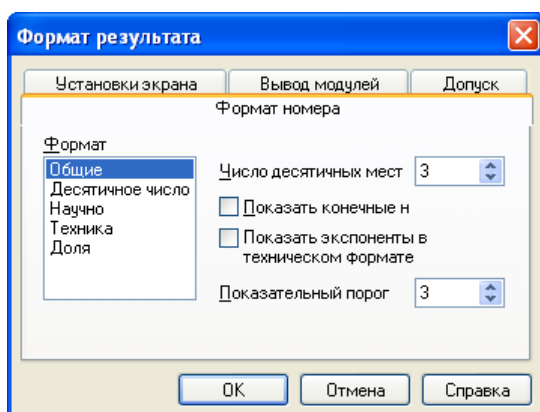 Формат результата
Установки экрана Вывод модулей Допуск
Формат номера
Формат
Общие
Десятичное число
Научно
Техника
Доля
Число десятичных мест 3
Показать конечные н
Показать экспоненты в
техническом формате
Показательный порог 3
OK Отмена Справка